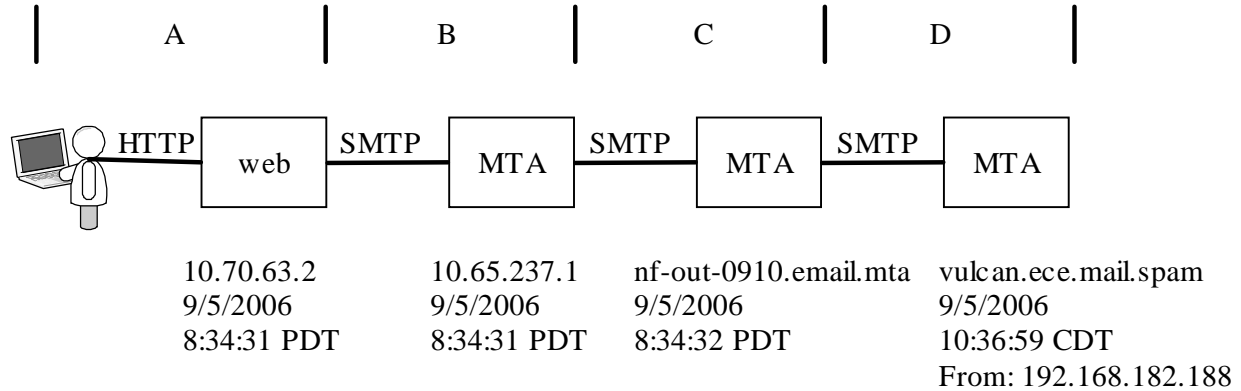 A B C D
HTTP SMTP SMTP SMTP
web MTA MTA MTA
10.70.63.2 10.65.237.1 nf-out-0910.email.mta vulcan.ece.mail.spam
9/5/2006 9/5/2006 9/5/2006 9/5/2006
8:34:31 PDT 8:34:31 PDT 8:34:32 PDT 10:36:59 CDT
From: 192.168.182.188